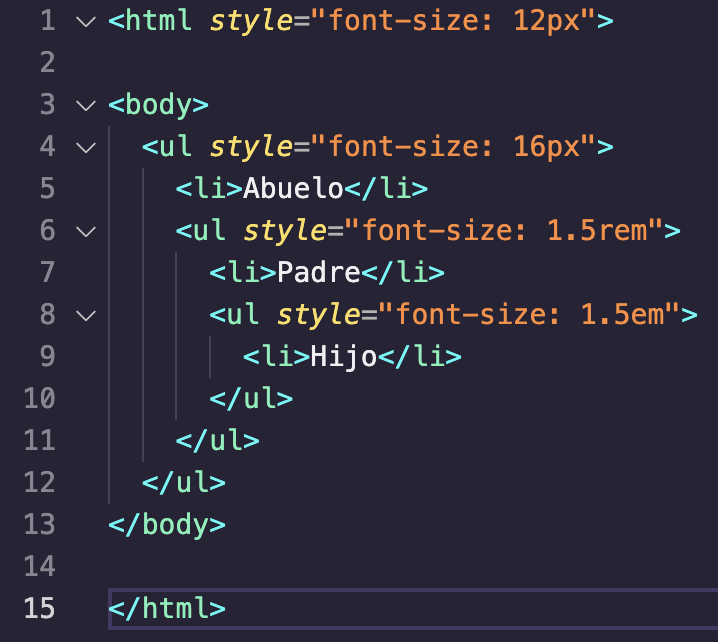 1 <html style="font-size: 12px">
2
3 <body>
4 <ul style="font-size: 16px">
5 <li>Abuelo</li>
6 <ul style="font-size: 1.5rem">
7 <li>Padre</li>
8 <ul style="font-size: 1.5em">
9 <li>Hijo</li>
10 </ul>
11 </ul>
12 </ul>
13 </body>
14
15 </html>